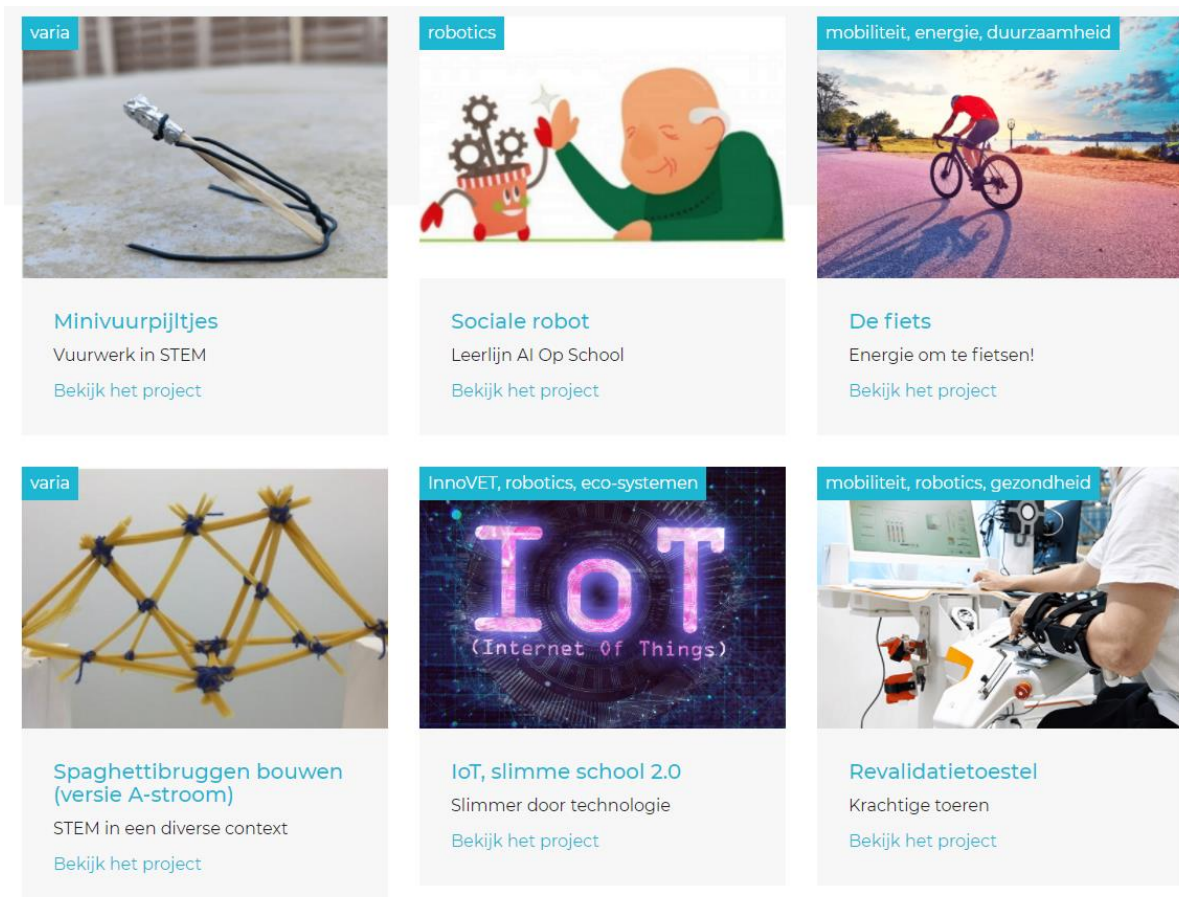 varia
Minivuurpijltjes
Vuurwerk in STEM
Bekijk het project
robotics
Sociale robot
Leerlijn AI Op School
Bekijk het project
mobiliteit, energie, duurzaamheid
De fiets
Energie om te fietsen!
Bekijk het project
varia
Spaghettibruggen bouwen
(versie A-stroom)
STEM in een diverse context
Bekijk het project
InnoVET, robotics, eco-systemen
IoT
(Internet Of Things)
IoT, slimme school 2.0
Slimmer door technologie
Bekijk het project
mobiliteit, robotics, gezondheid
Revalidatietoestel
Krachtige toeren
Bekijk het project